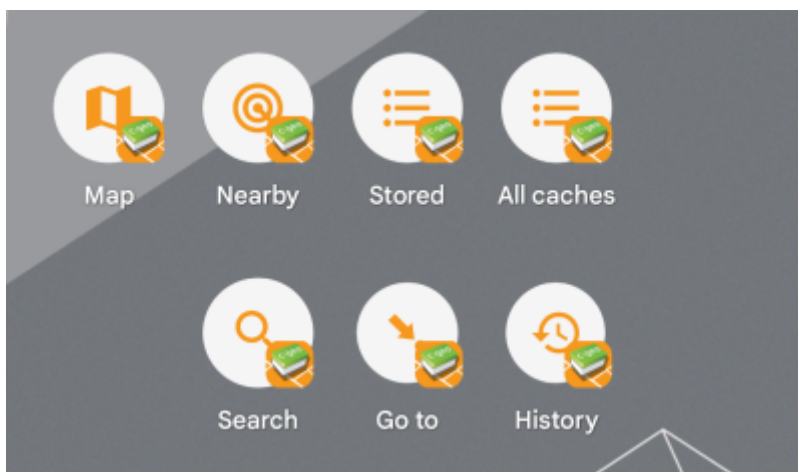 Map
Nearby
Stored
All caches
Search
Go to
History